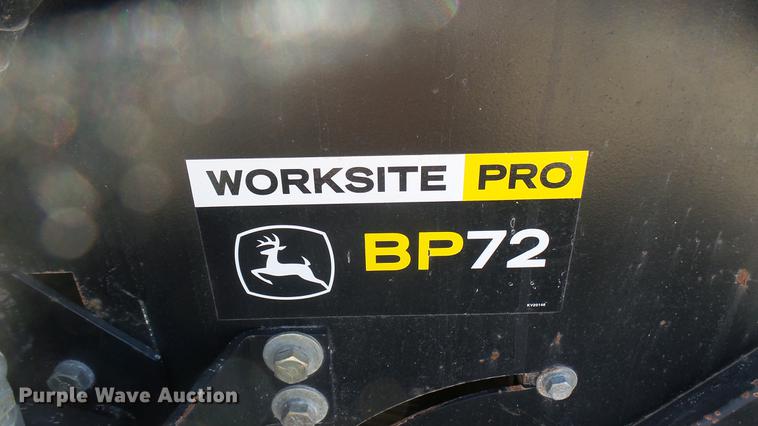 WORKSITE PRO
BP72
Purple Wave Auction